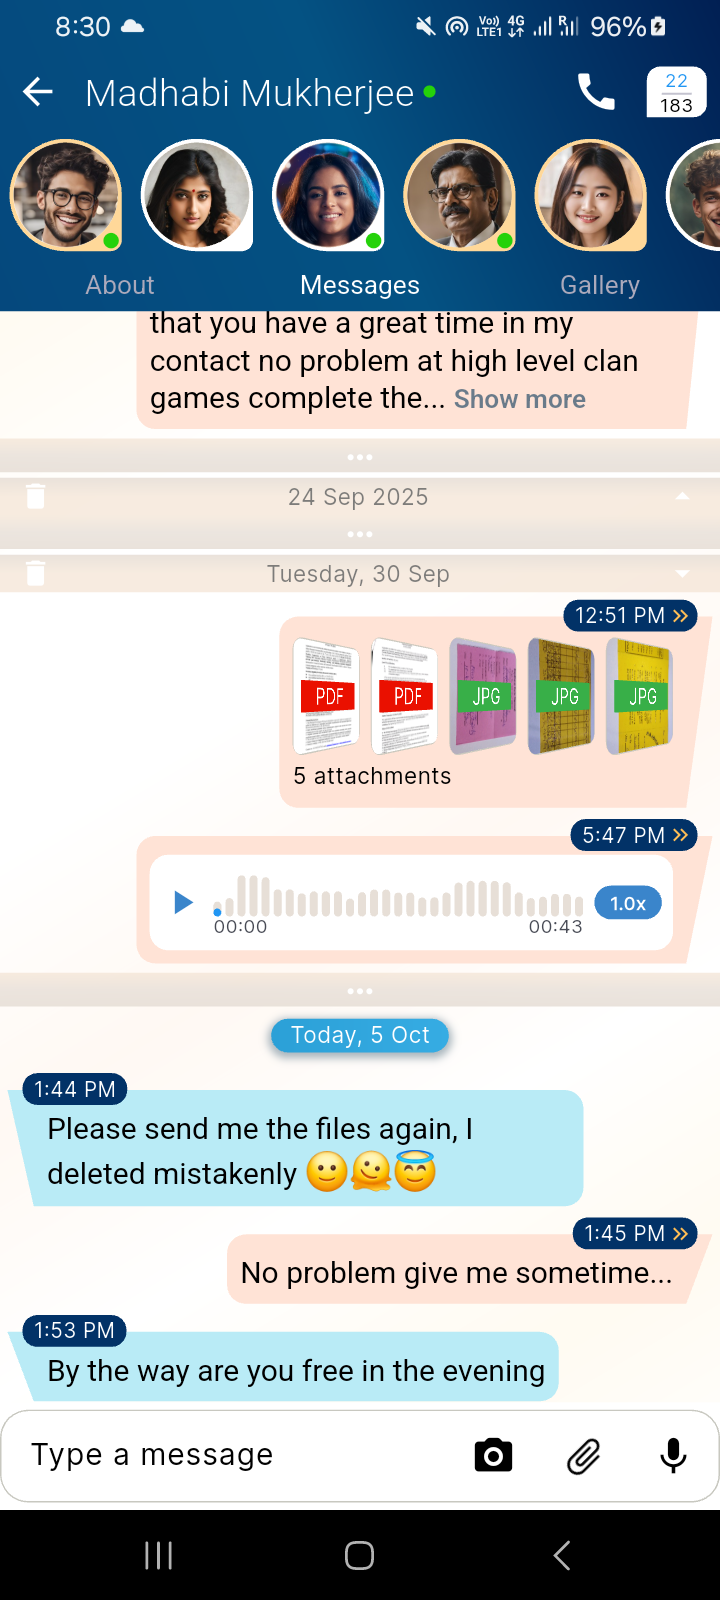 8:30
Vo) LTE1 4G R 96%
Madhabi Mukherjee
22
183
About Messages Gallery
that you have a great time in my
contact no problem at high level clan
games complete the... Show more
24 Sep 2025
Tuesday, 30 Sep
12:51 PM
PDF PDF JPG JPG JPG
5 attachments
5:47 PM
1.0x
00:00 00:43
Today, 5 Oct
1:44 PM
Please send me the files again, I
deleted mistakenly 🙂🫠😇
1:45 PM
No problem give me sometime...
1:53 PM
By the way are you free in the evening
Type a message